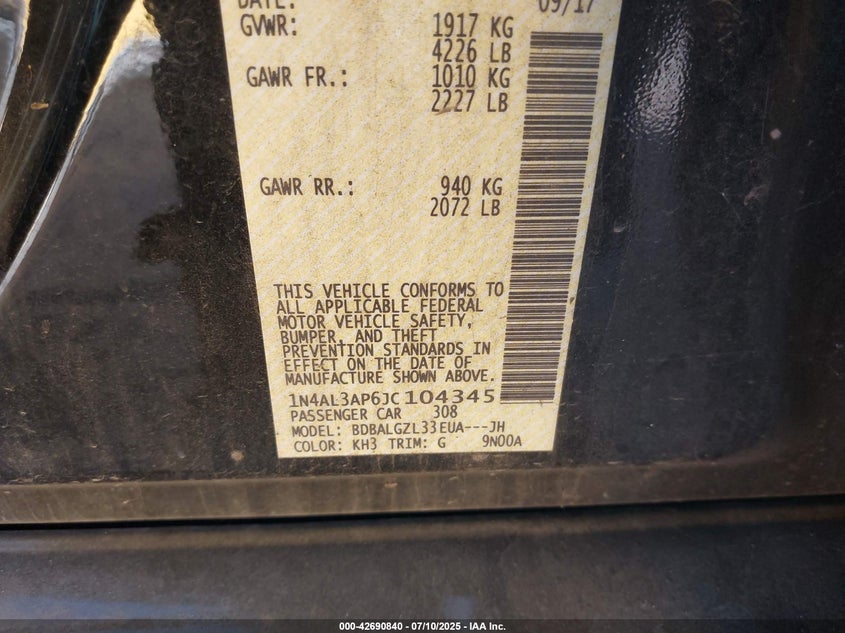 DATE: 09/17
GVWR: 1917 KG
4226 LB
GAWR FR.: 1010 KG
2227 LB
GAWR RR.: 940 KG
2072 LB
THIS VEHICLE CONFORMS TO
ALL APPLICABLE FEDERAL
MOTOR VEHICLE SAFETY,
BUMPER, AND THEFT
PREVENTION STANDARDS IN
EFFECT ON THE DATE OF
MANUFACTURE SHOWN ABOVE.
1N4AL3AP6JC104345
PASSENGER CAR 308
MODEL: BDBALGZL33EUA---JH
COLOR: KH3 TRIM: G 9N00A
000-42690840 - 07/10/2025 - IAA Inc.